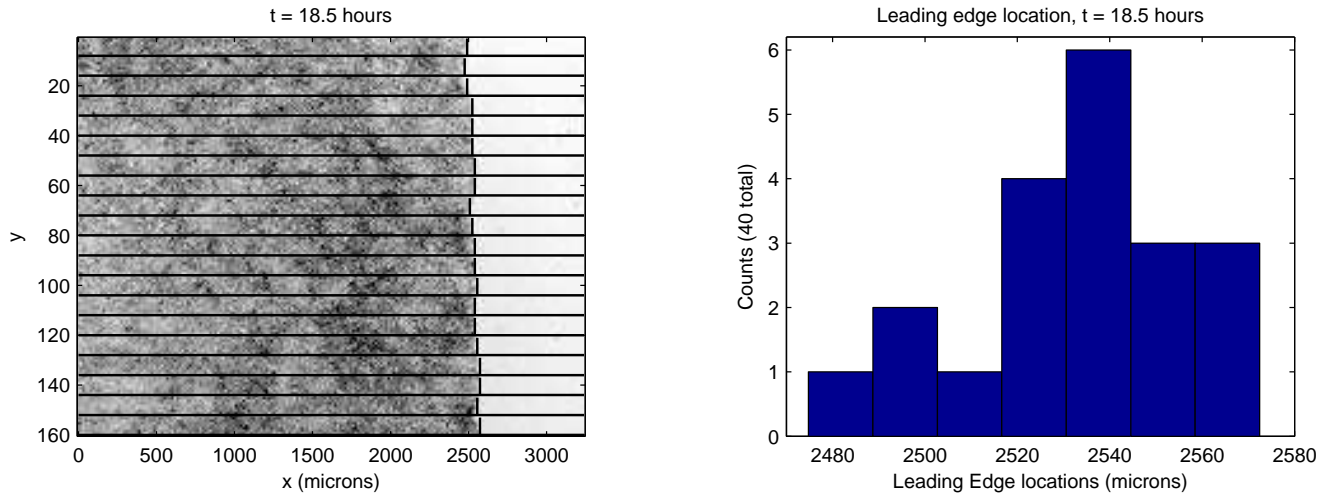 t = 18.5 hours
y
20
40
60
80
100
120
140
160
0 500 1000 1500 2000 2500 3000
x (microns)
Leading edge location, t = 18.5 hours
Counts (40 total)
6
5
4
3
2
1
0
2480 2500 2520 2540 2560 2580
Leading Edge locations (microns)